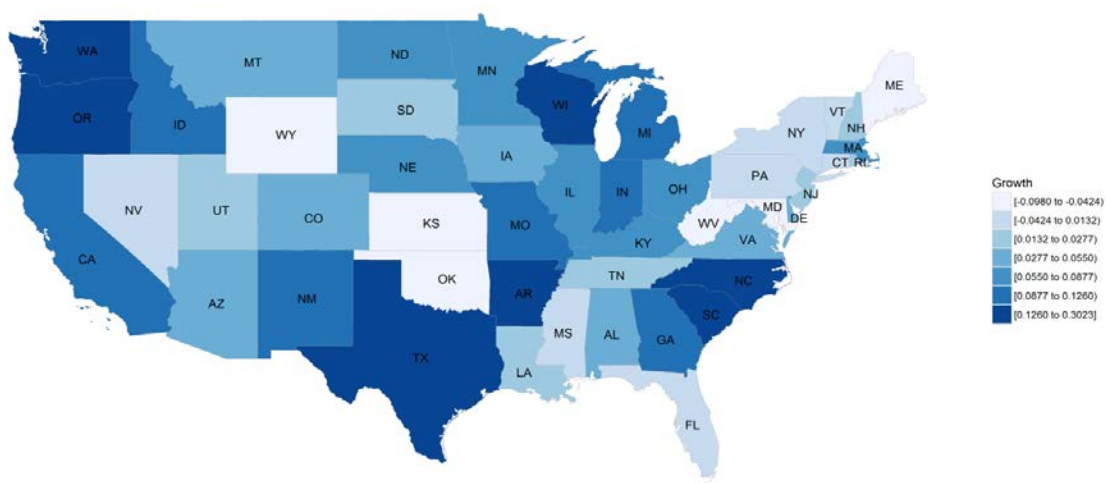 WA
MT
ND
MN
ME
OR
ID
WY
SD
WI
MI
VT
NH
NY
MA
CT RI
NV
UT
CO
NE
IA
IL
IN
OH
PA
NJ
MD
DE
CA
KS
MO
KY
WV
VA
AZ
NM
OK
AR
TN
NC
SC
TX
LA
MS
AL
GA
FL
Growth
[-0.0980 to -0.0424)
[-0.0424 to 0.0132)
[0.0132 to 0.0277)
[0.0277 to 0.0550)
[0.0550 to 0.0877)
[0.0877 to 0.1260)
[0.1260 to 0.3023]